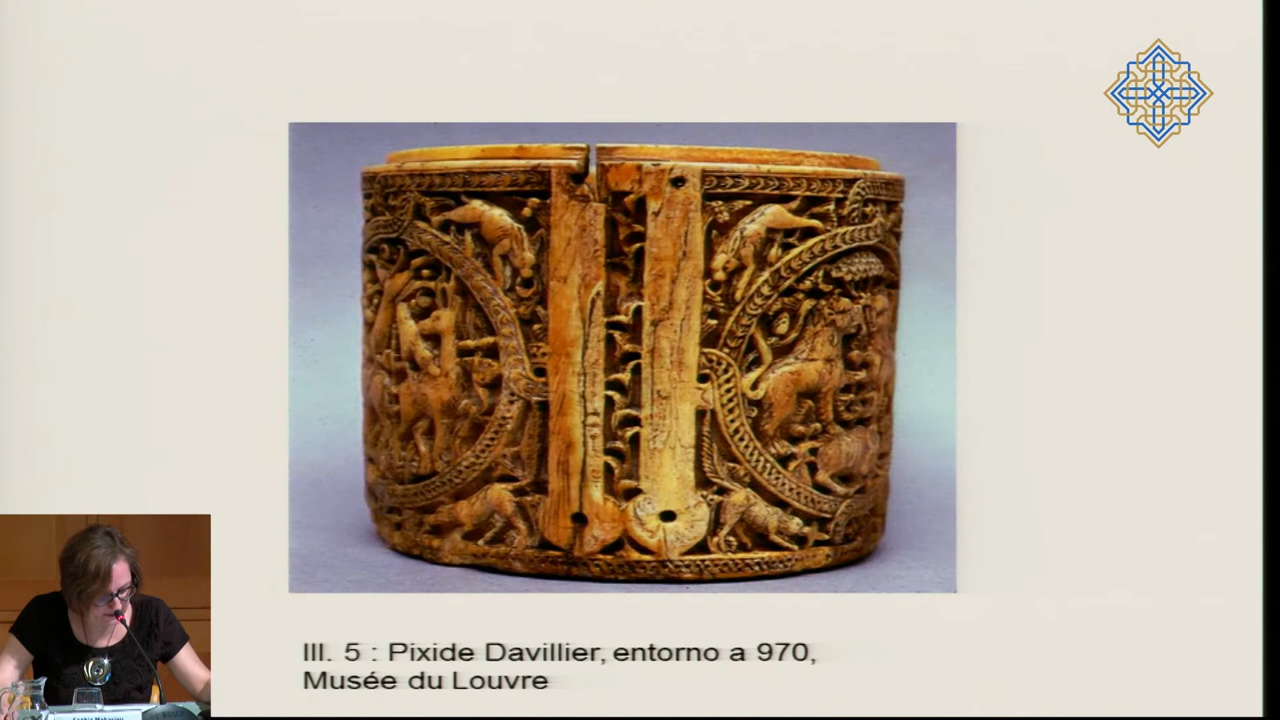 Ill. 5 : Pixide Davillier, entorno a 970,
Musée du Louvre